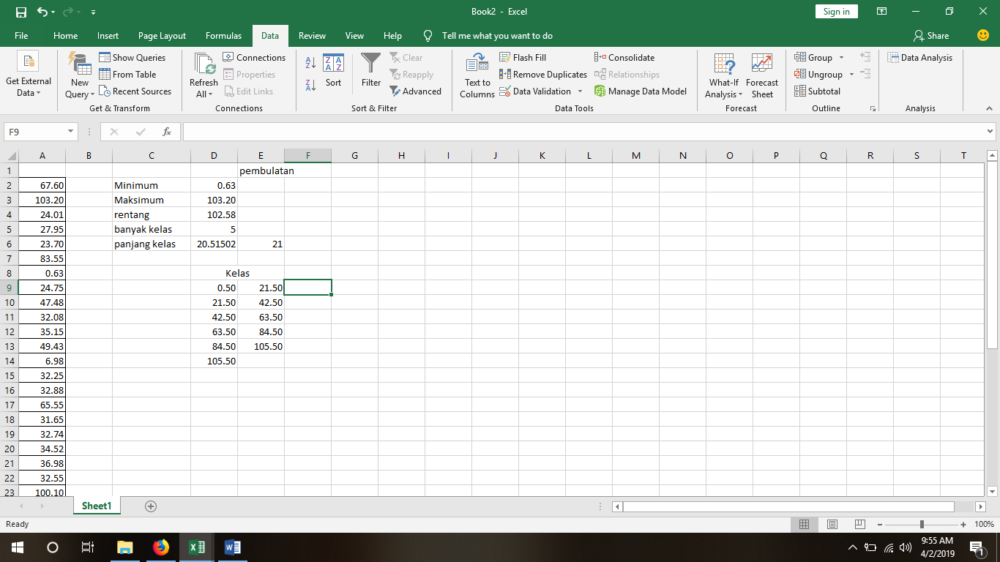 Book2 - Excel
Sign in
File Home Insert Page Layout Formulas Data Review View Help Tell me what you want to do Share
Get External Data
New Query
Show Queries
From Table
Recent Sources
Get & Transform
Refresh All
Connections
Properties
Edit Links
Connections
Sort
Filter
Clear
Reapply
Advanced
Sort & Filter
Text to Columns
Flash Fill
Remove Duplicates
Data Validation
Consolidate
Relationships
Manage Data Model
Data Tools
What-If Analysis
Forecast Sheet
Forecast
Group
Ungroup
Subtotal
Outline
Data Analysis
Analysis
F9 fx
A B C D E F G H I J K L M N O P Q R S T
1 pembulatan
2 67.60 Minimum 0.63
3 103.20 Maksimum 103.20
4 24.01 rentang 102.58
5 27.95 banyak kelas 5
6 23.70 panjang kelas 20.51502 21
7 83.55
8 0.63 Kelas
9 24.75 0.50 21.50
10 47.48 21.50 42.50
11 32.08 42.50 63.50
12 35.15 63.50 84.50
13 49.43 84.50 105.50
14 6.98 105.50
15 32.25
16 32.88
17 65.55
18 31.65
19 32.74
20 34.52
21 36.98
22 32.55
23 100.10
Sheet1
Ready 100%
9:55 AM
4/2/2019
1